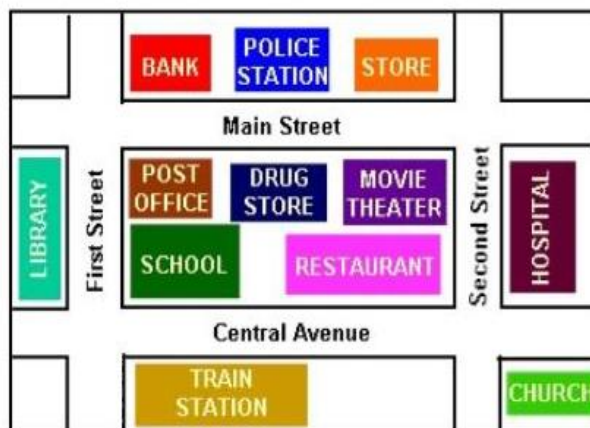 BANK
POLICE
STATION
STORE
Main Street
LIBRARY
First Street
POST
OFFICE
DRUG
STORE
MOVIE
THEATER
SCHOOL
RESTAURANT
Second Street
HOSPITAL
Central Avenue
TRAIN
STATION
CHURCH